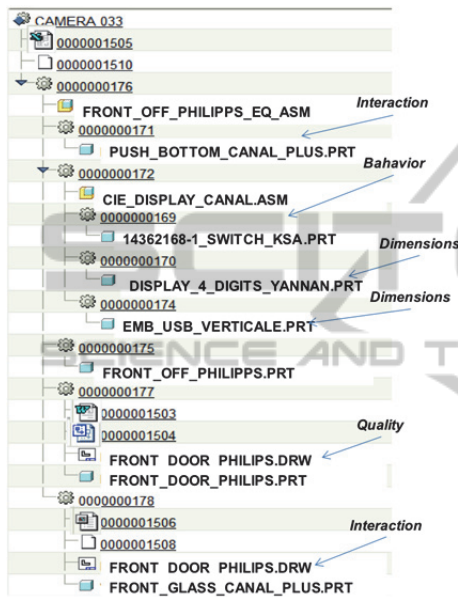 CAMERA 033
0000001505
0000001510
0000000176
FRONT_OFF_PHILIPPS_EQ_ASM
Interaction
0000000171
PUSH_BOTTOM_CANAL_PLUS.PRT
0000000172
Bahavior
CIE_DISPLAY_CANAL.ASM
0000000169
14362168-1_SWITCH_KSA.PRT
Dimensions
0000000170
DISPLAY_4_DIGITS_YANNAN.PRT
Dimensions
0000000174
EMB_USB_VERTICALE.PRT
SCIENCE AND T
0000000175
FRONT_OFF_PHILIPPS.PRT
0000000177
0000001503
Quality
0000001504
FRONT DOOR PHILIPS.DRW
FRONT_DOOR_PHILIPS.PRT
0000000178
0000001506
Interaction
0000001508
FRONT DOOR PHILIPS.DRW
FRONT_GLASS_CANAL_PLUS.PRT